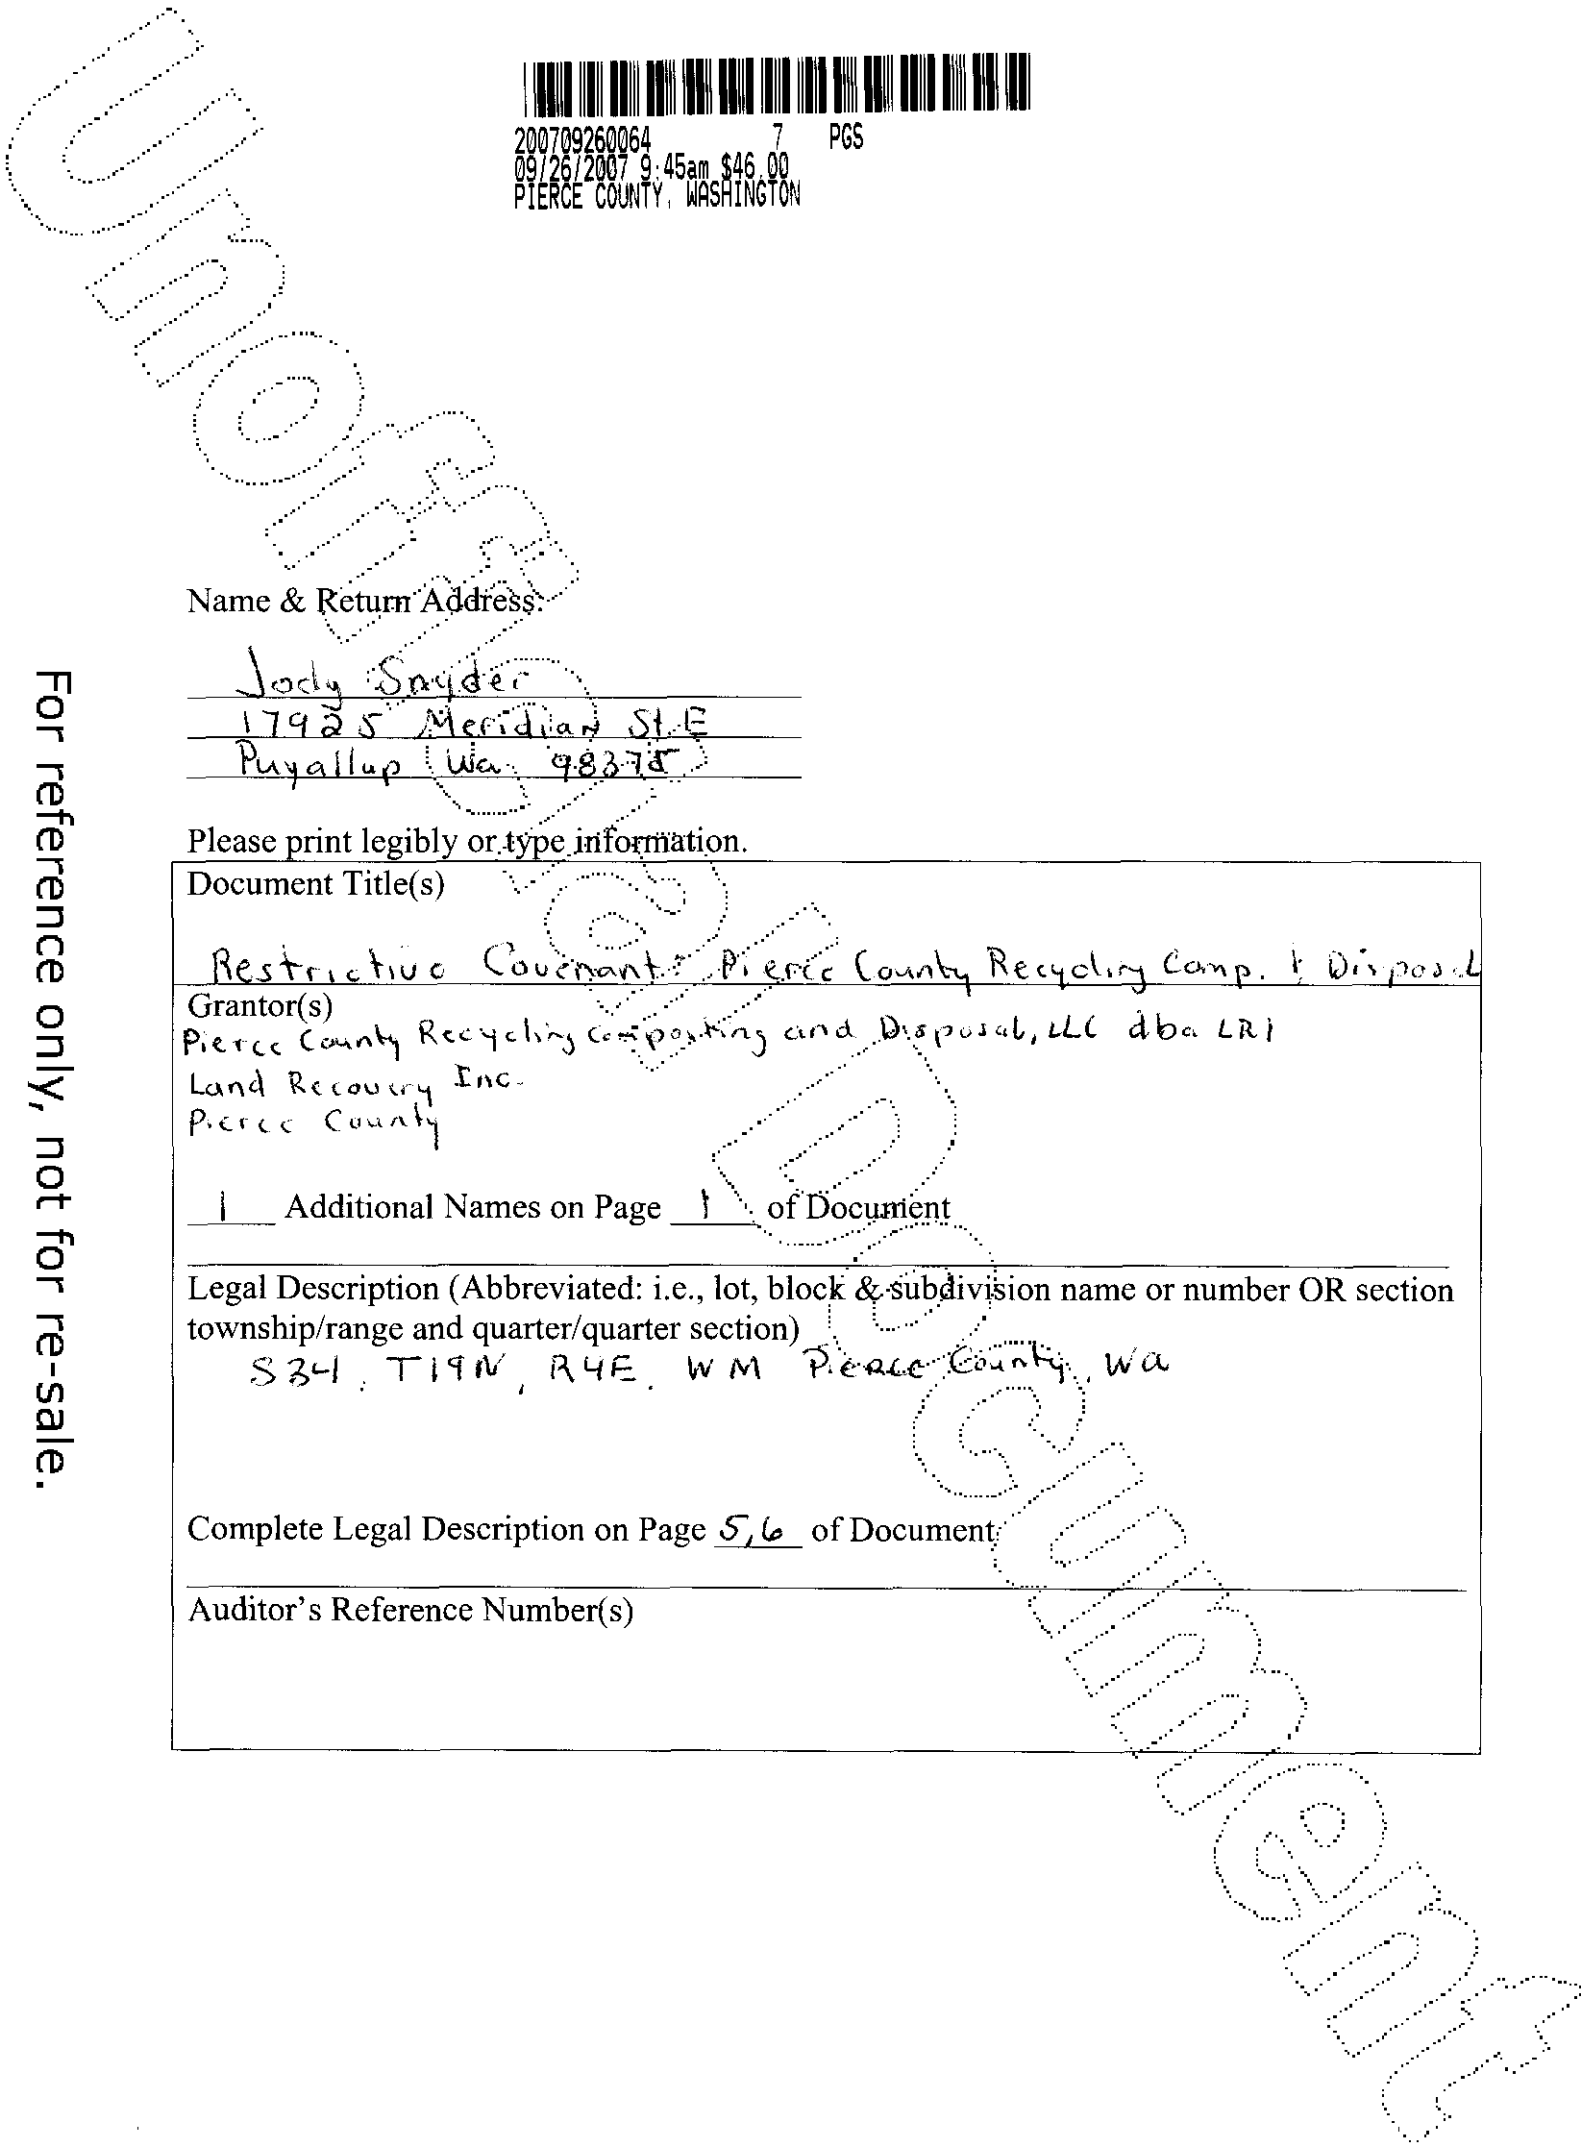 200709260064 7 PGS
09/26/2007 9:45am $46.00
PIERCE COUNTY, WASHINGTON
Name & Return Address:
Jody Snyder
17925 Meridian St. E
Puyallup Wa 98375
Please print legibly or type information.
Document Title(s)
Restrictive Covenant: Pierce County Recycling Comp. & Disposal
Grantor(s)
Pierce County Recycling composting and Disposal, LLC dba LRI
Land Recovery Inc.
Pierce County
1 Additional Names on Page 1 of Document
Legal Description (Abbreviated: i.e., lot, block & subdivision name or number OR section
township/range and quarter/quarter section)
S34, T19N, R4E, WM Pierce County, Wa
Complete Legal Description on Page 5,6 of Document
Auditor's Reference Number(s)
For reference only, not for re-sale.
Unofficial Document